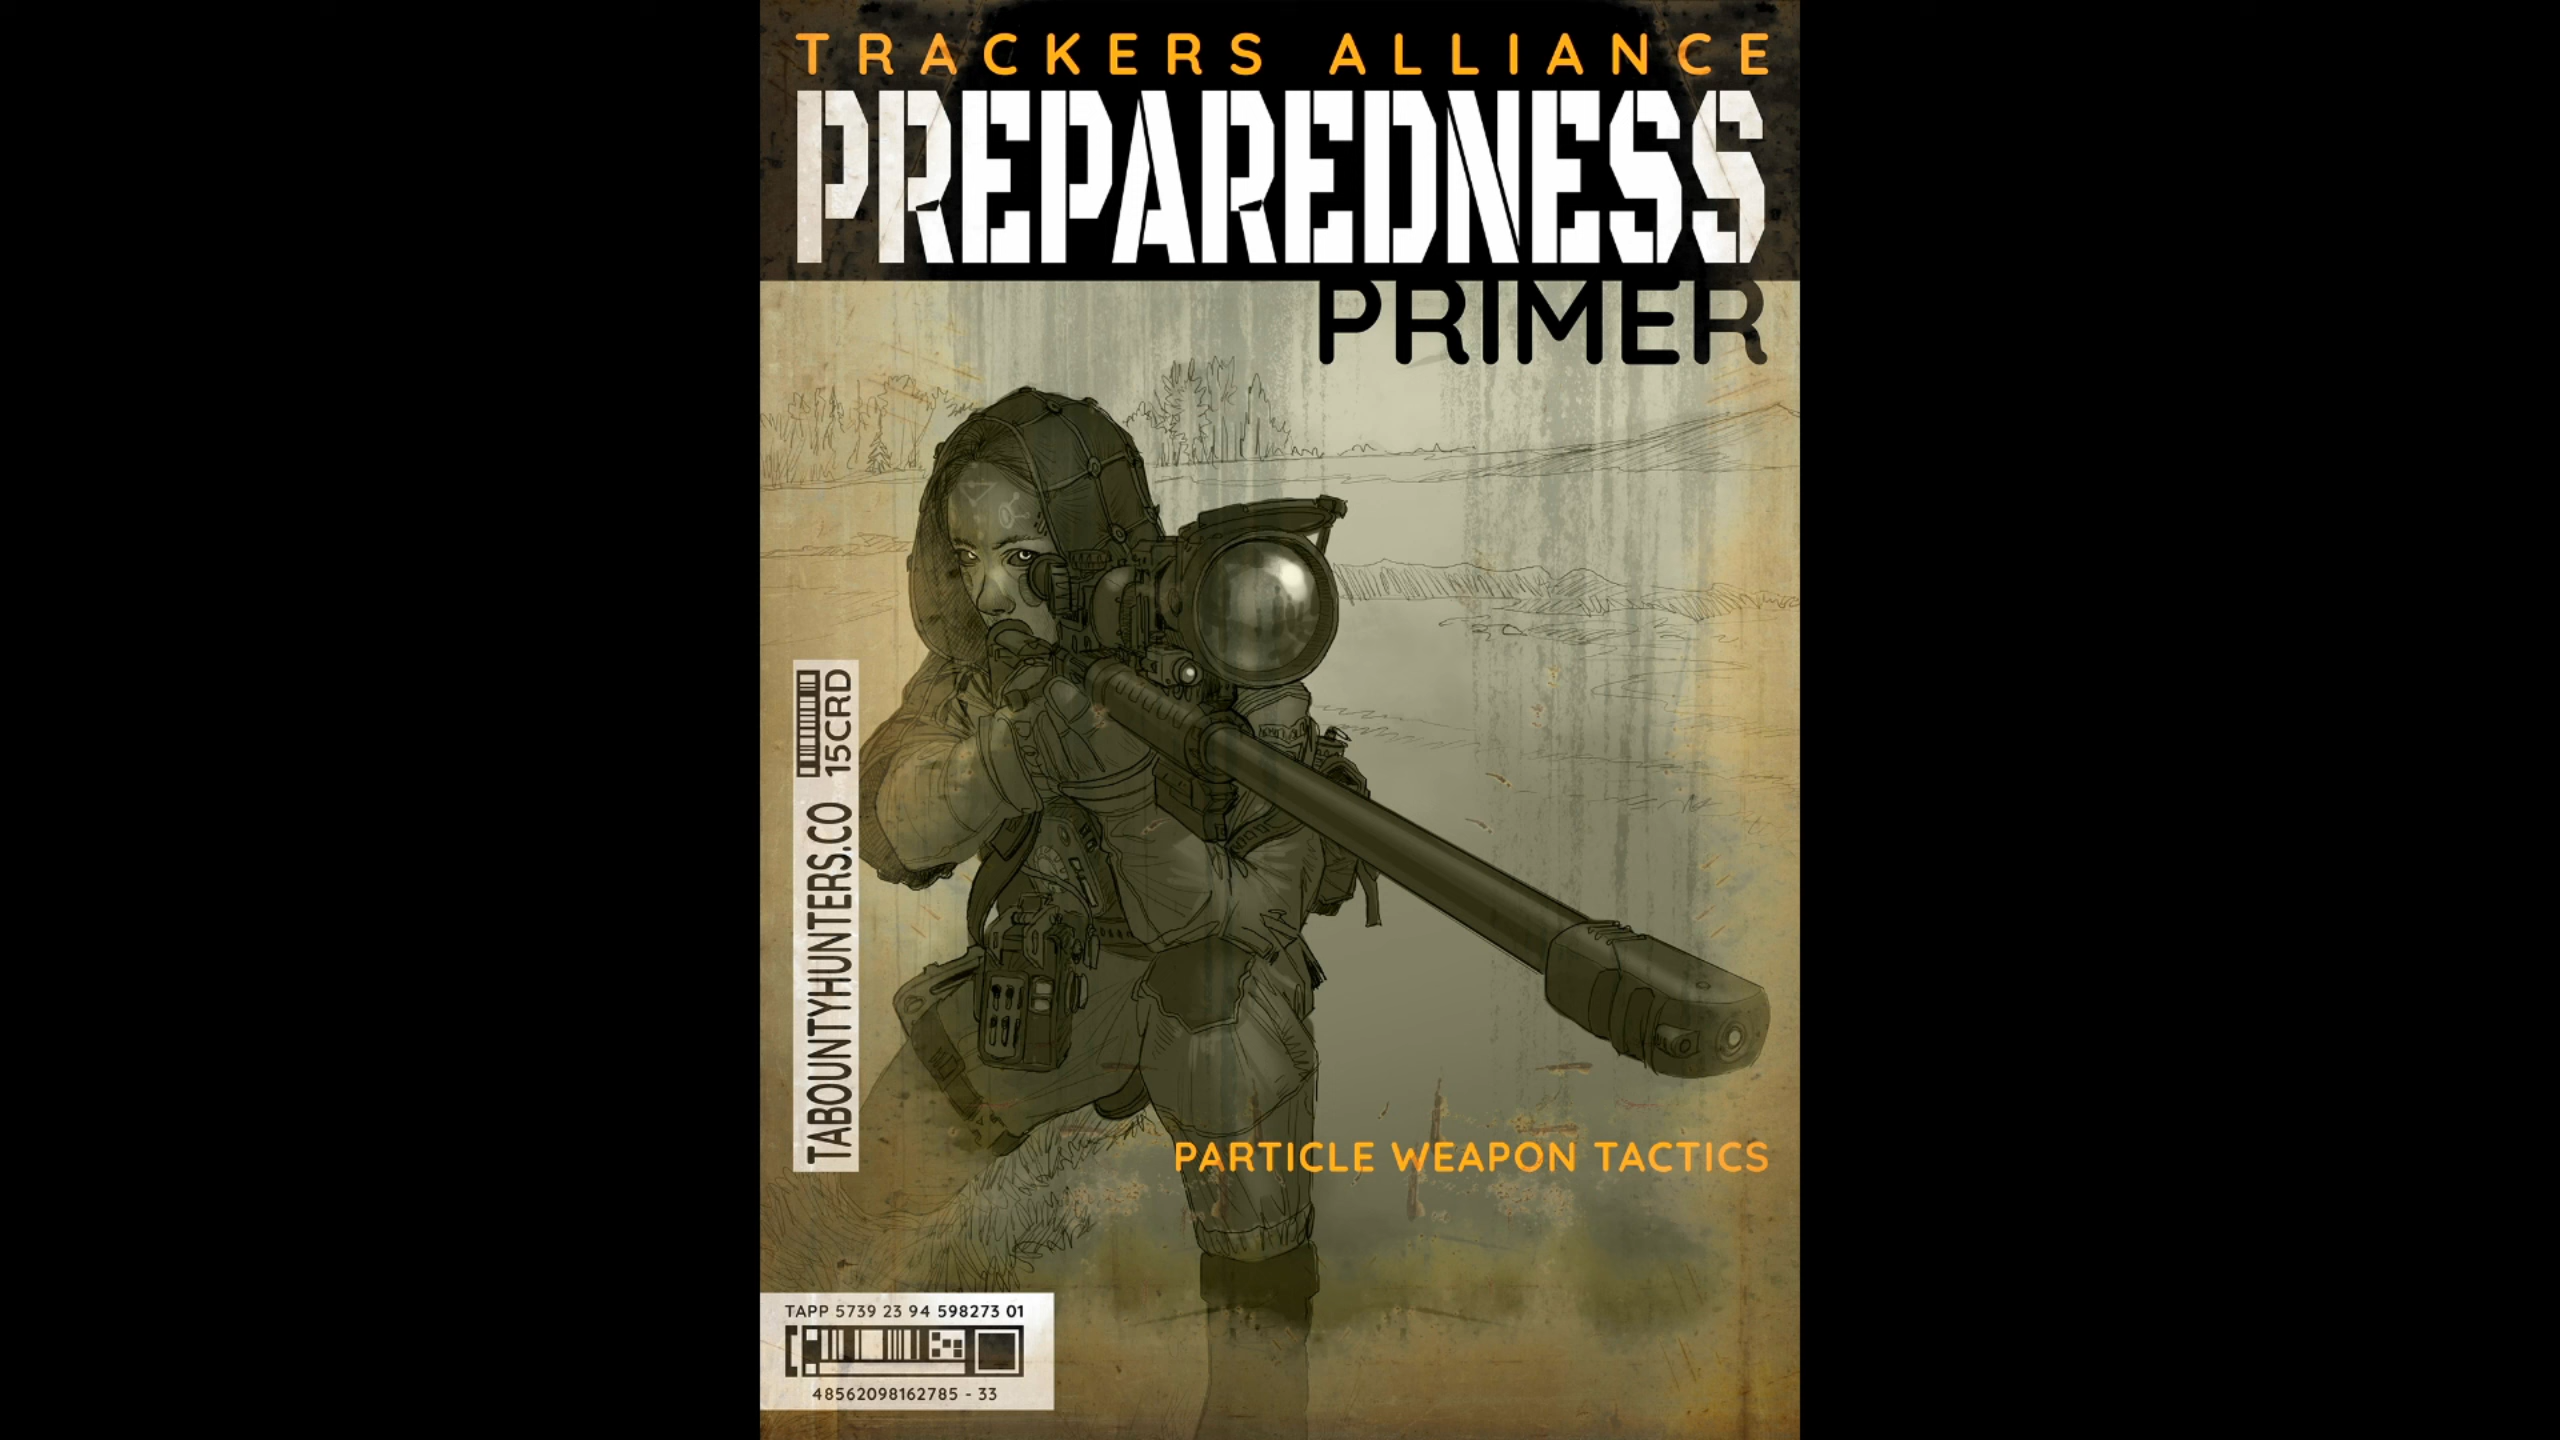 TRACKERS ALLIANCE
PREPAREDNESS
PRIMER
15CRD
TABOUNTYHUNTERS.CO
PARTICLE WEAPON TACTICS
TAPP 5739 23 94 598273 01
48562098162785 - 33